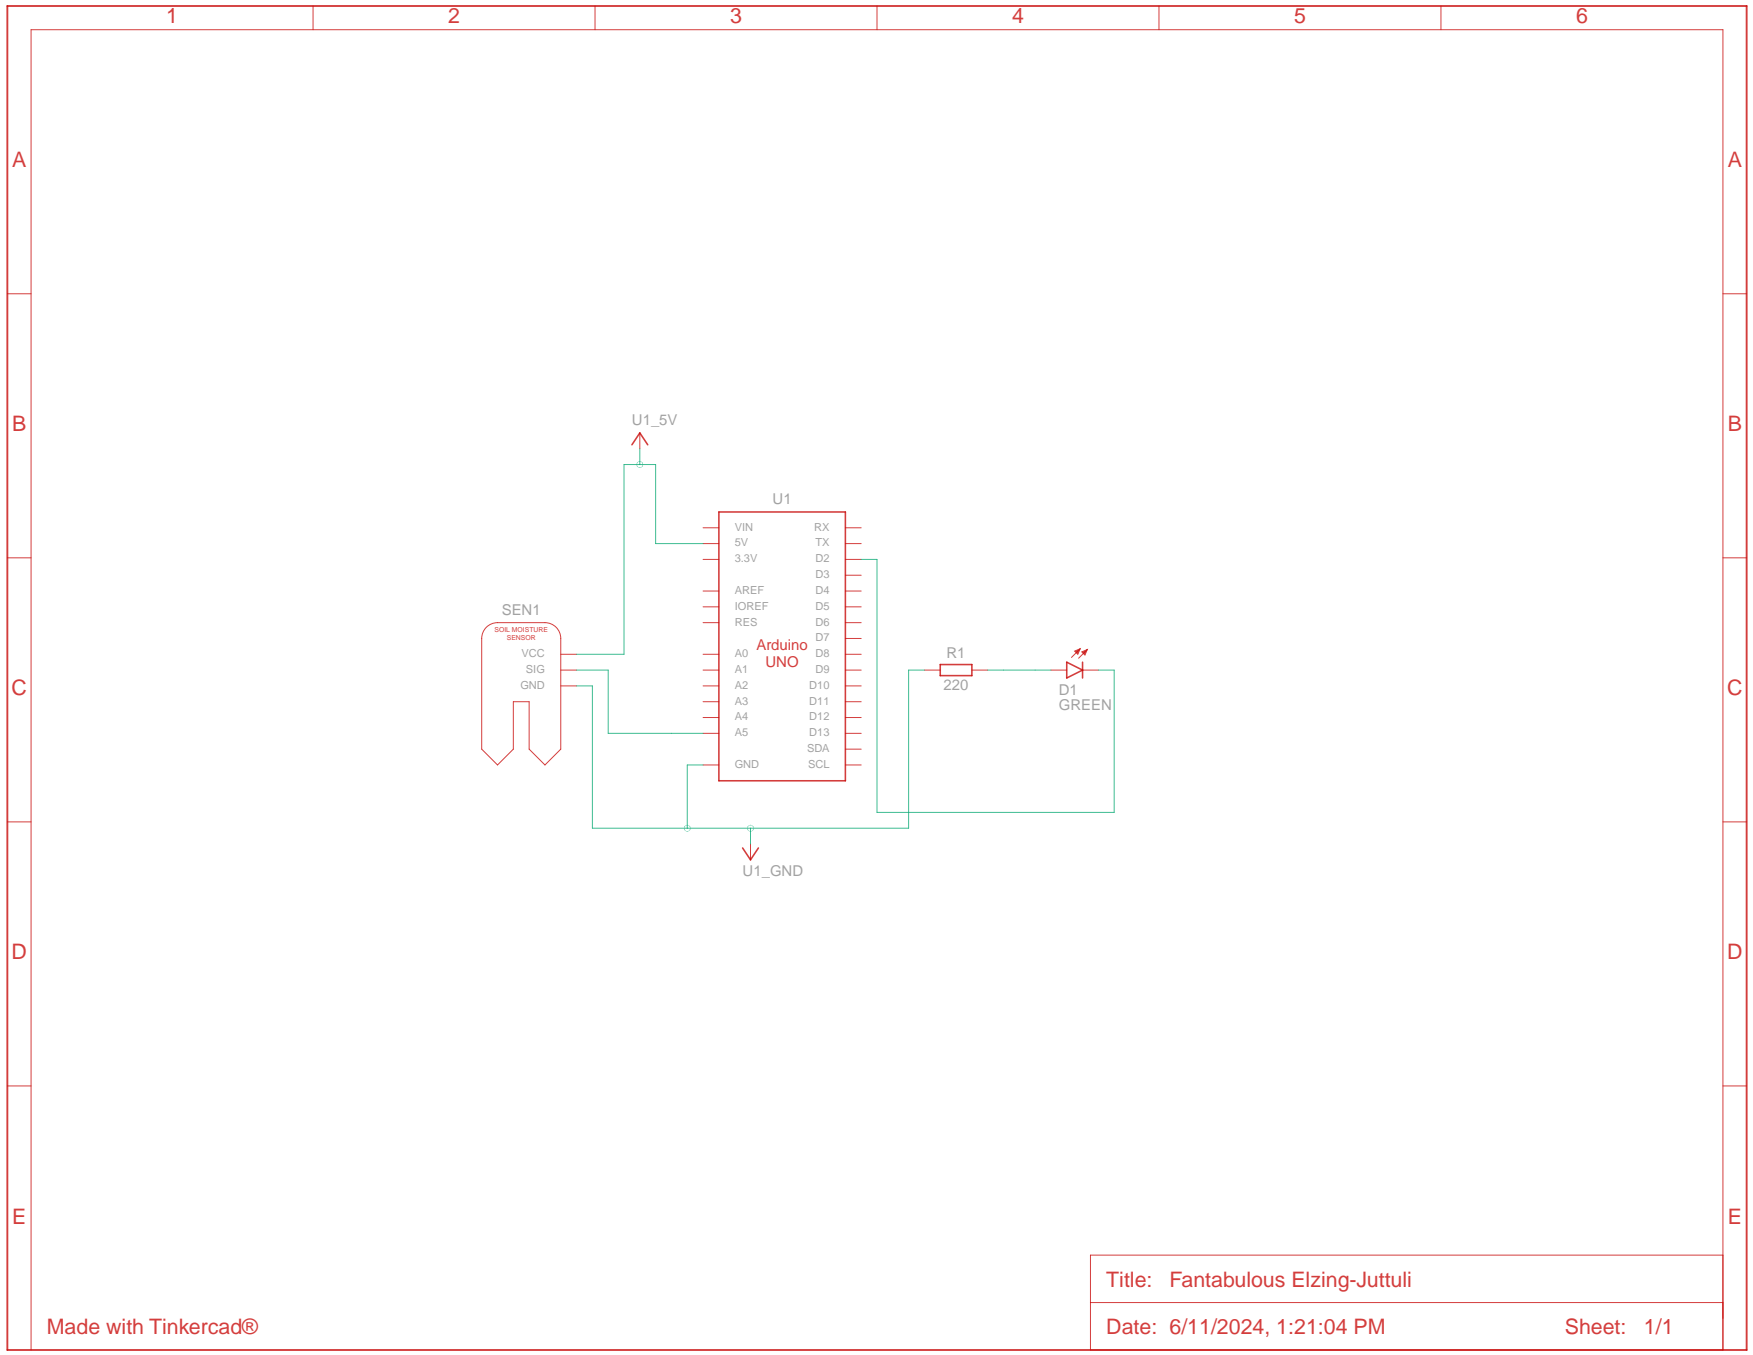 1 2 3 4 5 6
A A
B B
U1_5V
U1
VIN RX
5V TX
3.3V D2
D3
AREF D4
IOREF D5
RES D6
D7
Arduino
UNO
A0 D8
A1 D9
A2 D10
A3 D11
A4 D12
A5 D13
SDA
GND SCL
SEN1
SOIL MOISTURE
SENSOR
VCC
SIG
GND
R1
220
D1
GREEN
C C
U1_GND
D D
E E
Title: Fantabulous Elzing-Juttuli
Made with Tinkercad®
Date: 6/11/2024, 1:21:04 PM Sheet: 1/1